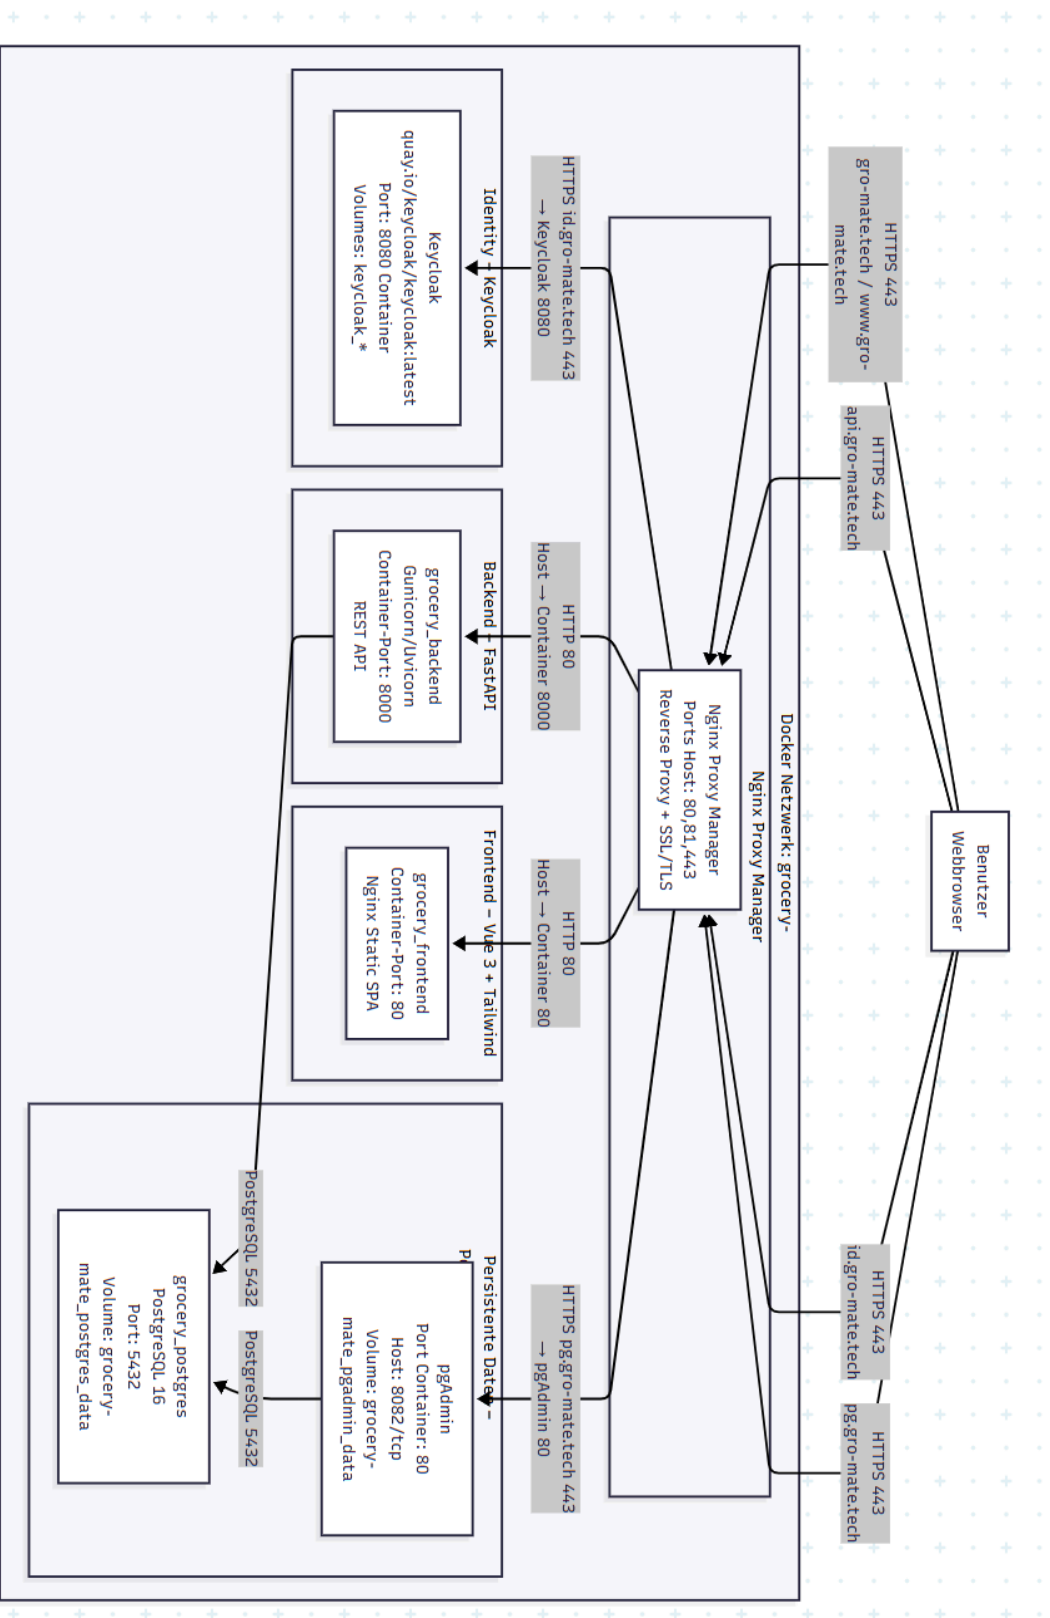 Benutzer
Webbrowser
HTTPS 443
gro-mate.tech / www.gro-
mate.tech
HTTPS 443
api.gro-mate.tech
HTTPS 443
id.gro-mate.tech
HTTPS 443
pg.gro-mate.tech
Docker Netzwerk: grocery-
Nginx Proxy Manager
Nginx Proxy Manager
Ports Host: 80,81,443
Reverse Proxy + SSL/TLS
HTTPS id.gro-mate.tech 443
→ Keycloak 8080
HTTP 80
Host → Container 8000
HTTP 80
Host → Container 80
HTTPS pg.gro-mate.tech 443
→ pgAdmin 80
Identity – Keycloak
Keycloak
quay.io/keycloak/keycloak:latest
Port: 8080 Container
Volumes: keycloak_*
Backend – FastAPI
grocery_backend
Gunicorn/Uvicorn
Container-Port: 8000
REST API
Frontend – Vue 3 + Tailwind
grocery_frontend
Container-Port: 80
Nginx Static SPA
Persistente Daten –
pgAdmin
Port Container: 80
Host: 8082/tcp
Volume: grocery-
mate_pgadmin_data
PostgreSQL 5432
PostgreSQL 5432
grocery_postgres
PostgreSQL 16
Port: 5432
Volume: grocery-
mate_postgres_data